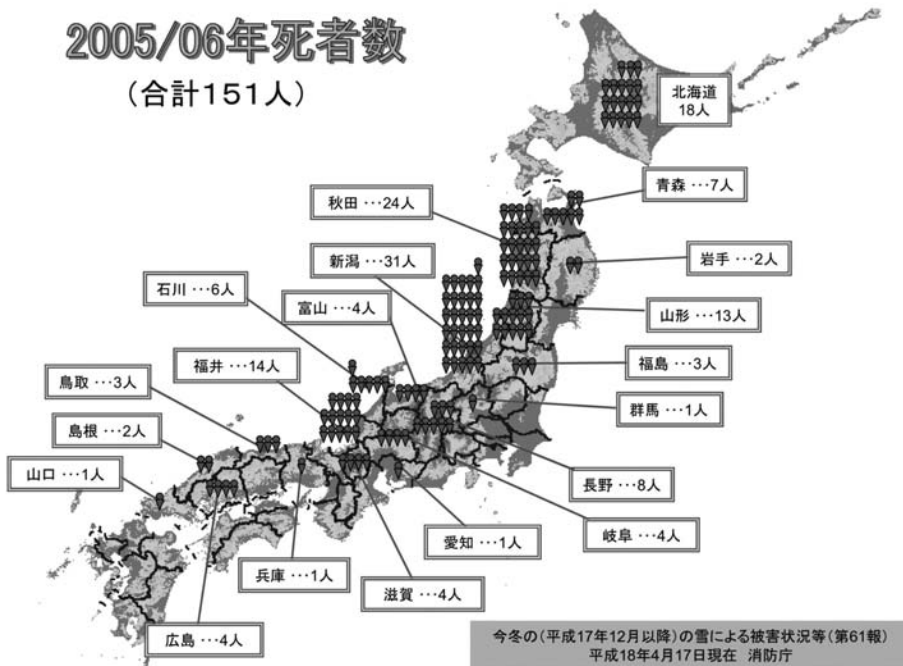 2005/06年死者数
(合計151人)
北海道
18人
青森 ･･･7人
秋田 ･･･24人
岩手 ･･･2人
新潟 ･･･31人
石川 ･･･6人
富山 ･･･4人
山形 ･･･13人
福井 ･･･14人
福島 ･･･3人
鳥取 ･･･3人
群馬 ･･･1人
島根 ･･･2人
山口 ･･･1人
長野 ･･･8人
岐阜 ･･･4人
愛知 ･･･1人
兵庫 ･･･1人
滋賀 ･･･4人
広島 ･･･4人
今冬の(平成17年12月以降)の雪による被害状況等(第61報)
平成18年4月17日現在 消防庁